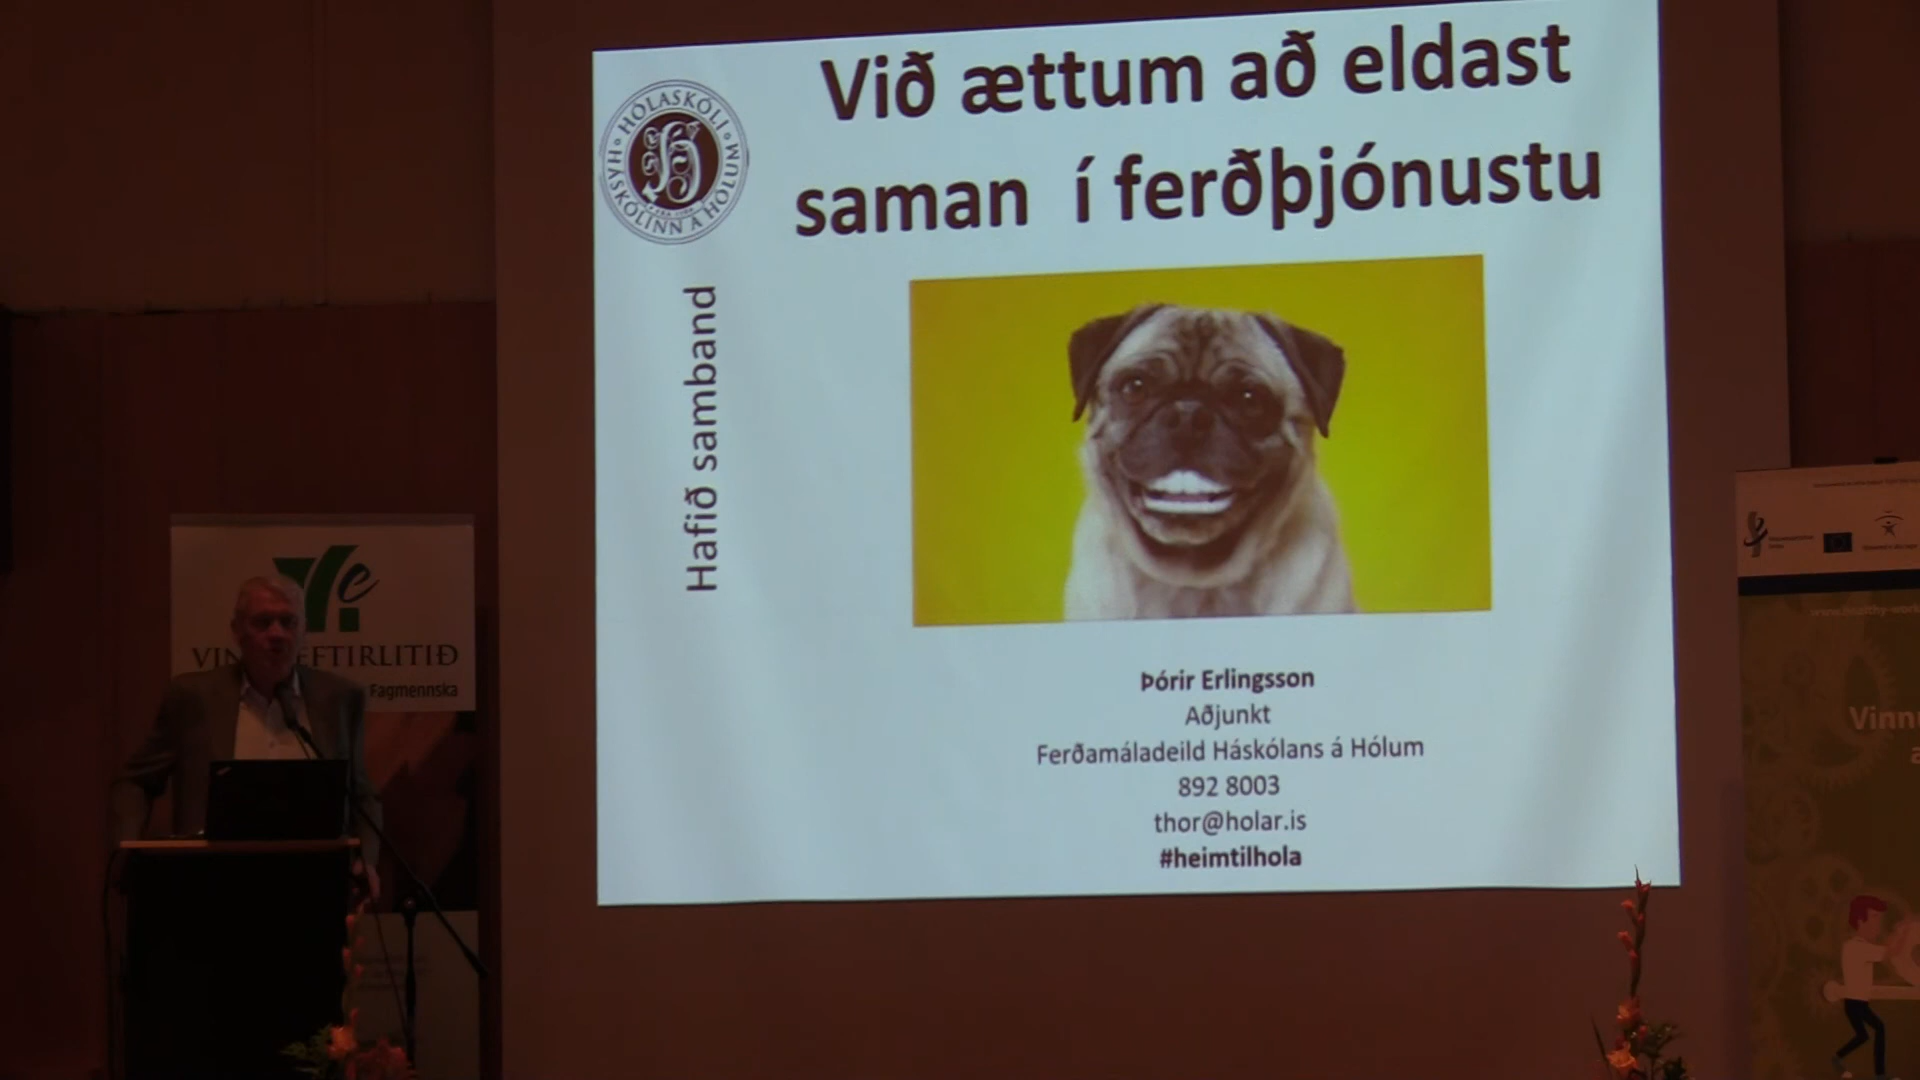 Við ættum að eldast
saman í ferðþjónustu
HÓLASKÓLI
HÁSKÓLINN Á HÓLUM
Hafið samband
Þórir Erlingsson
Aðjunkt
Ferðamáladeild Háskólans á Hólum
892 8003
thor@holar.is
#heimtilhola
Fagmennska